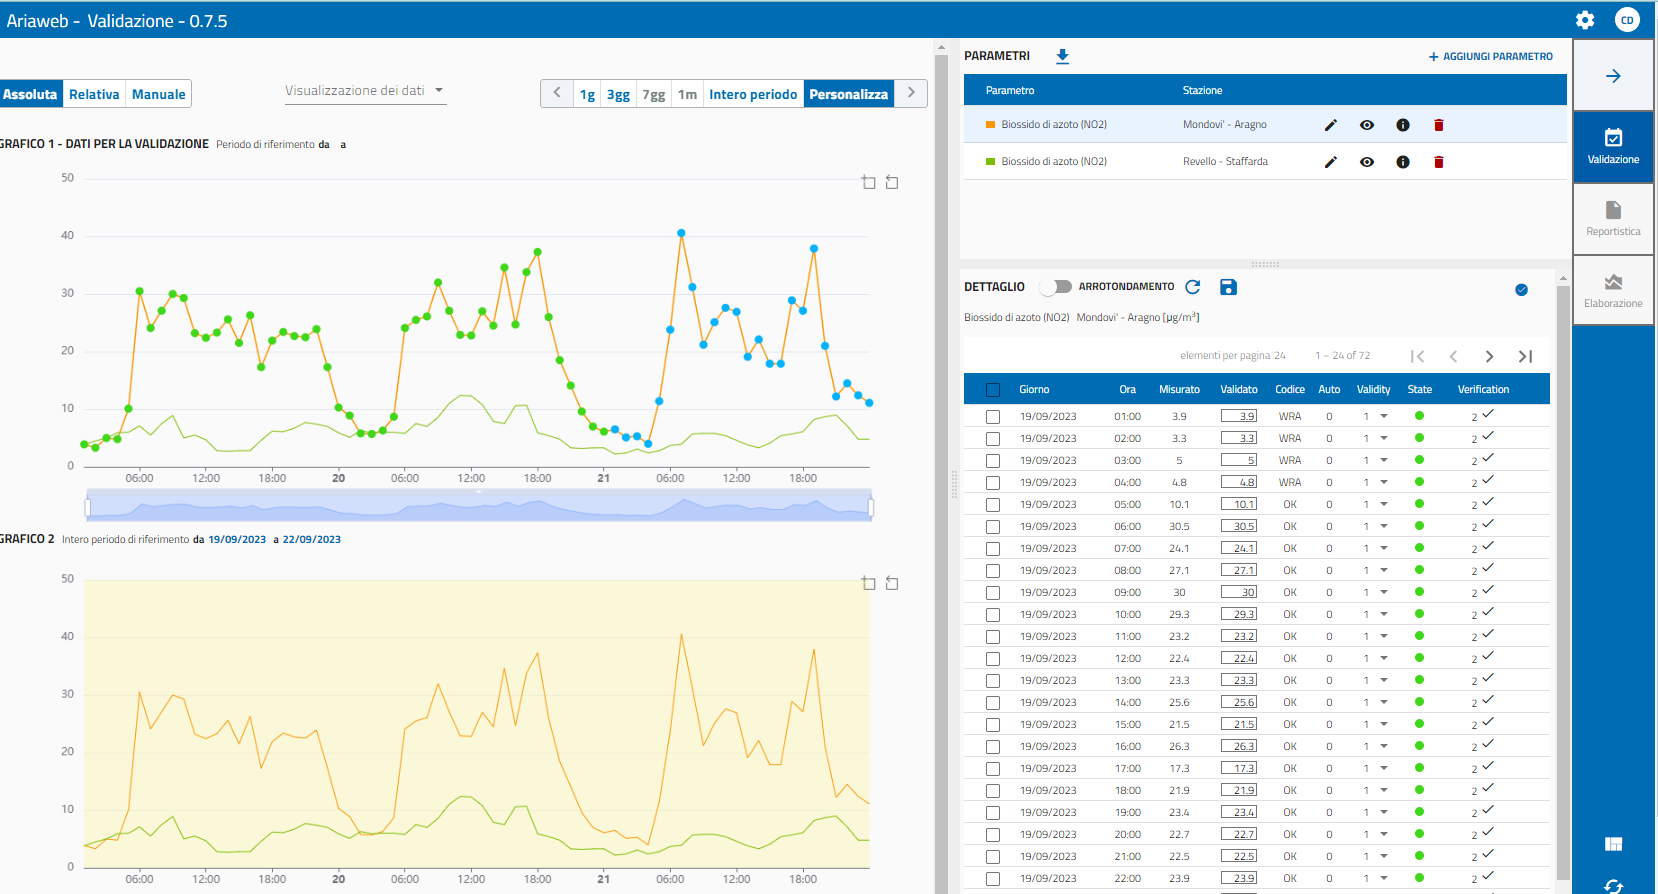 Ariaweb - Validazione - 0.7.5
CD
Assoluta Relativa Manuale
Visualizzazione dei dati
1g 3gg 7gg 1m Intero periodo Personalizza
GRAFICO 1 - DATI PER LA VALIDAZIONE Periodo di riferimento da a
50
40
30
20
10
0
06:00 12:00 18:00 20 06:00 12:00 18:00 21 06:00 12:00 18:00
GRAFICO 2 Intero periodo di riferimento da 19/09/2023 a 22/09/2023
50
40
30
20
10
0
06:00 12:00 18:00 20 06:00 12:00 18:00 21 06:00 12:00 18:00
PARAMETRI
+ AGGIUNGI PARAMETRO
Parametro Stazione
Biossido di azoto (NO2) Mondovi' - Aragno
Biossido di azoto (NO2) Revello - Staffarda
DETTAGLIO ARROTONDAMENTO
Biossido di azoto (NO2) Mondovi' - Aragno [µg/m³]
elementi per pagina 24 1 – 24 of 72
Giorno Ora Misurato Validato Codice Auto Validity State Verification
19/09/2023 01:00 3.9 3.9 WRA 0 1 2
19/09/2023 02:00 3.3 3.3 WRA 0 1 2
19/09/2023 03:00 5 5 WRA 0 1 2
19/09/2023 04:00 4.8 4.8 WRA 0 1 2
19/09/2023 05:00 10.1 10.1 OK 0 1 2
19/09/2023 06:00 30.5 30.5 OK 0 1 2
19/09/2023 07:00 24.1 24.1 OK 0 1 2
19/09/2023 08:00 27.1 27.1 OK 0 1 2
19/09/2023 09:00 30 30 OK 0 1 2
19/09/2023 10:00 29.3 29.3 OK 0 1 2
19/09/2023 11:00 23.2 23.2 OK 0 1 2
19/09/2023 12:00 22.4 22.4 OK 0 1 2
19/09/2023 13:00 23.3 23.3 OK 0 1 2
19/09/2023 14:00 25.6 25.6 OK 0 1 2
19/09/2023 15:00 21.5 21.5 OK 0 1 2
19/09/2023 16:00 26.3 26.3 OK 0 1 2
19/09/2023 17:00 17.3 17.3 OK 0 1 2
19/09/2023 18:00 21.9 21.9 OK 0 1 2
19/09/2023 19:00 23.4 23.4 OK 0 1 2
19/09/2023 20:00 22.7 22.7 OK 0 1 2
19/09/2023 21:00 22.5 22.5 OK 0 1 2
19/09/2023 22:00 23.9 23.9 OK 0 1 2
Validazione
Reportistica
Elaborazione